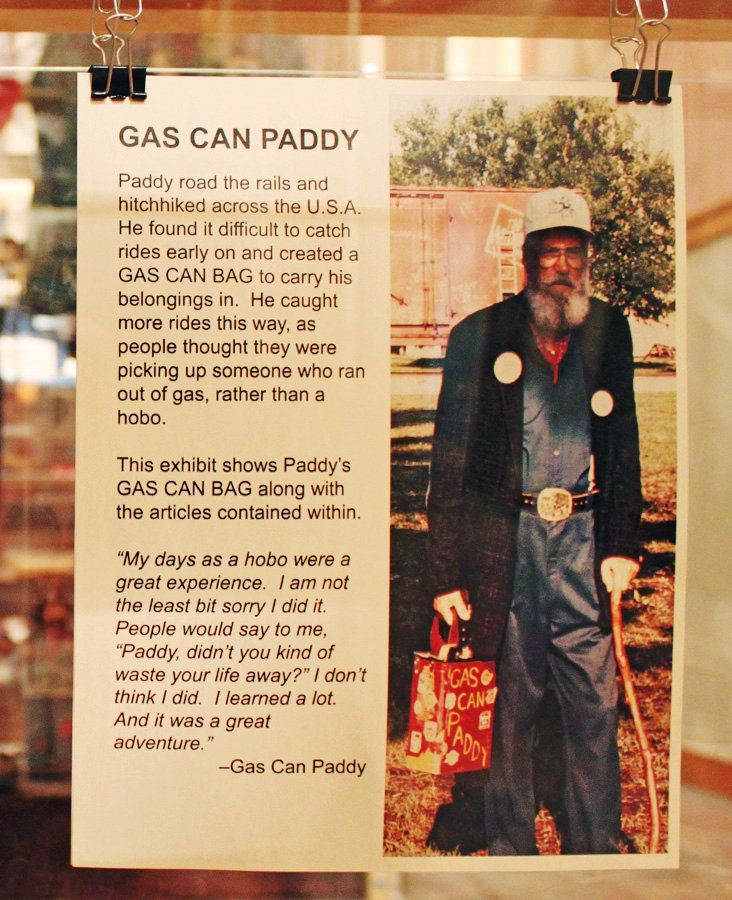 GAS CAN PADDY
Paddy road the rails and
hitchhiked across the U.S.A.
He found it difficult to catch
rides early on and created a
GAS CAN BAG to carry his
belongings in.  He caught
more rides this way, as
people thought they were
picking up someone who ran
out of gas, rather than a
hobo.
This exhibit shows Paddy's
GAS CAN BAG along with
the articles contained within.
“My days as a hobo were a
great experience.  I am not
the least bit sorry I did it.
People would say to me,
“Paddy, didn't you kind of
waste your life away?” I don't
think I did.  I learned a lot.
And it was a great
adventure.”
–Gas Can Paddy
GAS
CAN
PADDY